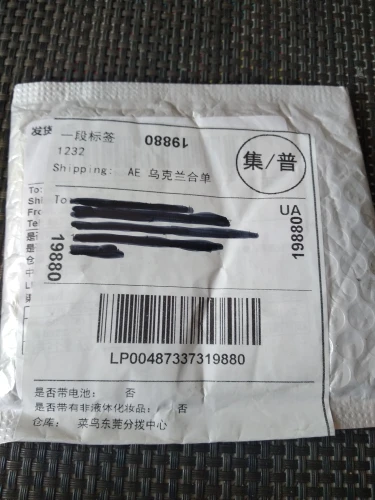 发货 一段标签 19880
1232
集/普
Shipping: AE 乌克兰合单
To
UA
19880
19880
LP00487337319880
是否带电池： 否
是否带有非液体化妆品： 否
仓库： 菜鸟东莞分拨中心